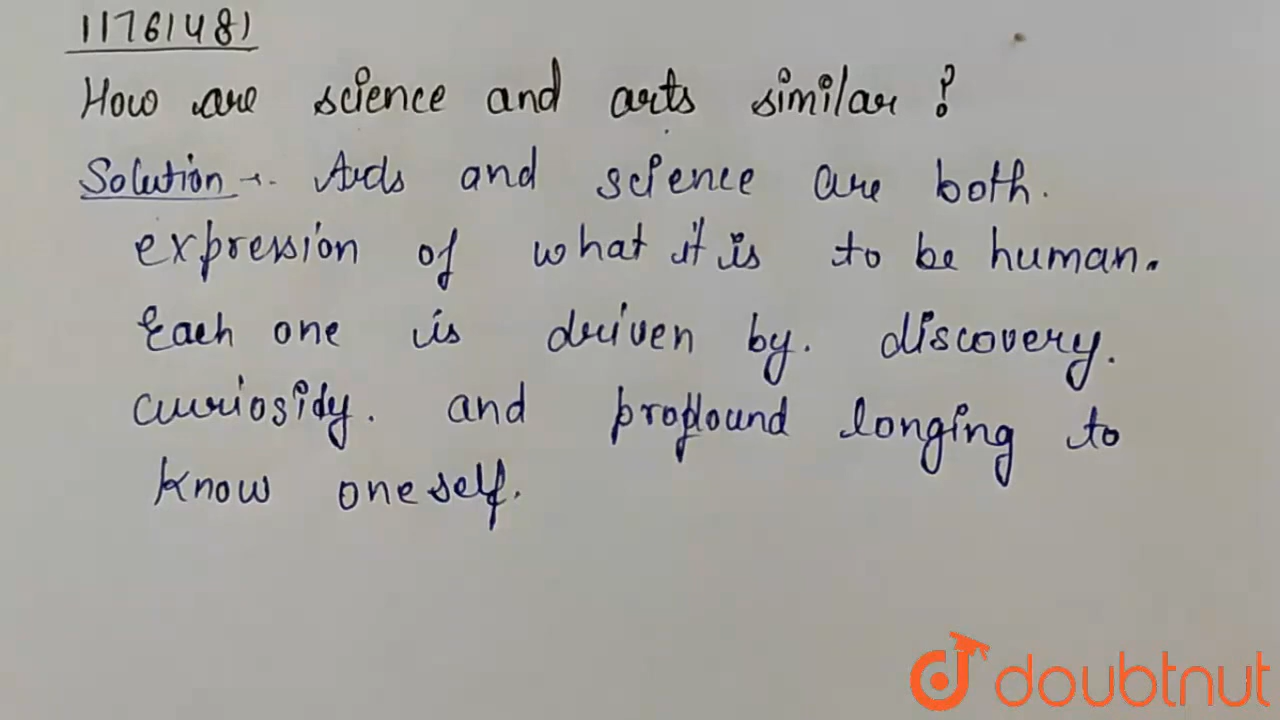 11761481
How are science and arts similar ?
Solution :- Arts and science are both.
expression of what it is to be human.
Each one is driven by. discovery.
curiosity. and profound longing to
know oneself.
doubtnut